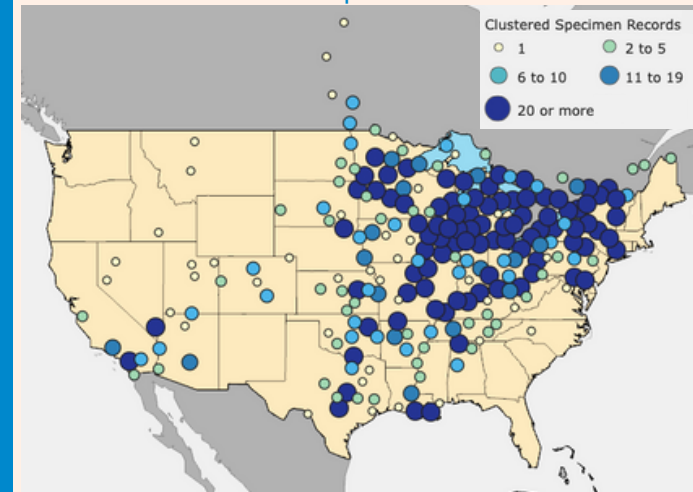 Clustered Specimen Records
1
2 to 5
6 to 10
11 to 19
20 or more